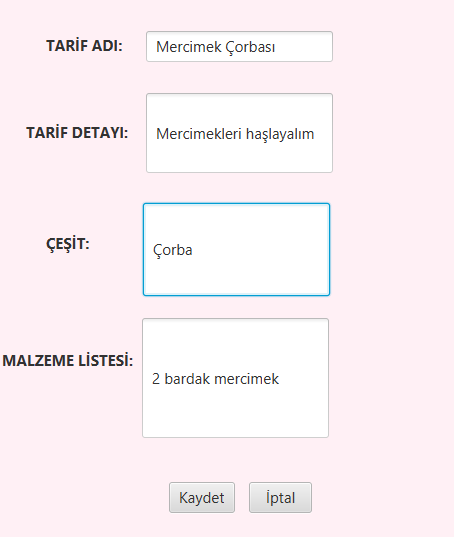 TARİF ADI: Mercimek Çorbası
TARİF DETAYI: Mercimekleri haşlayalım
ÇEŞİT: Çorba
MALZEME LİSTESİ: 2 bardak mercimek
Kaydet İptal